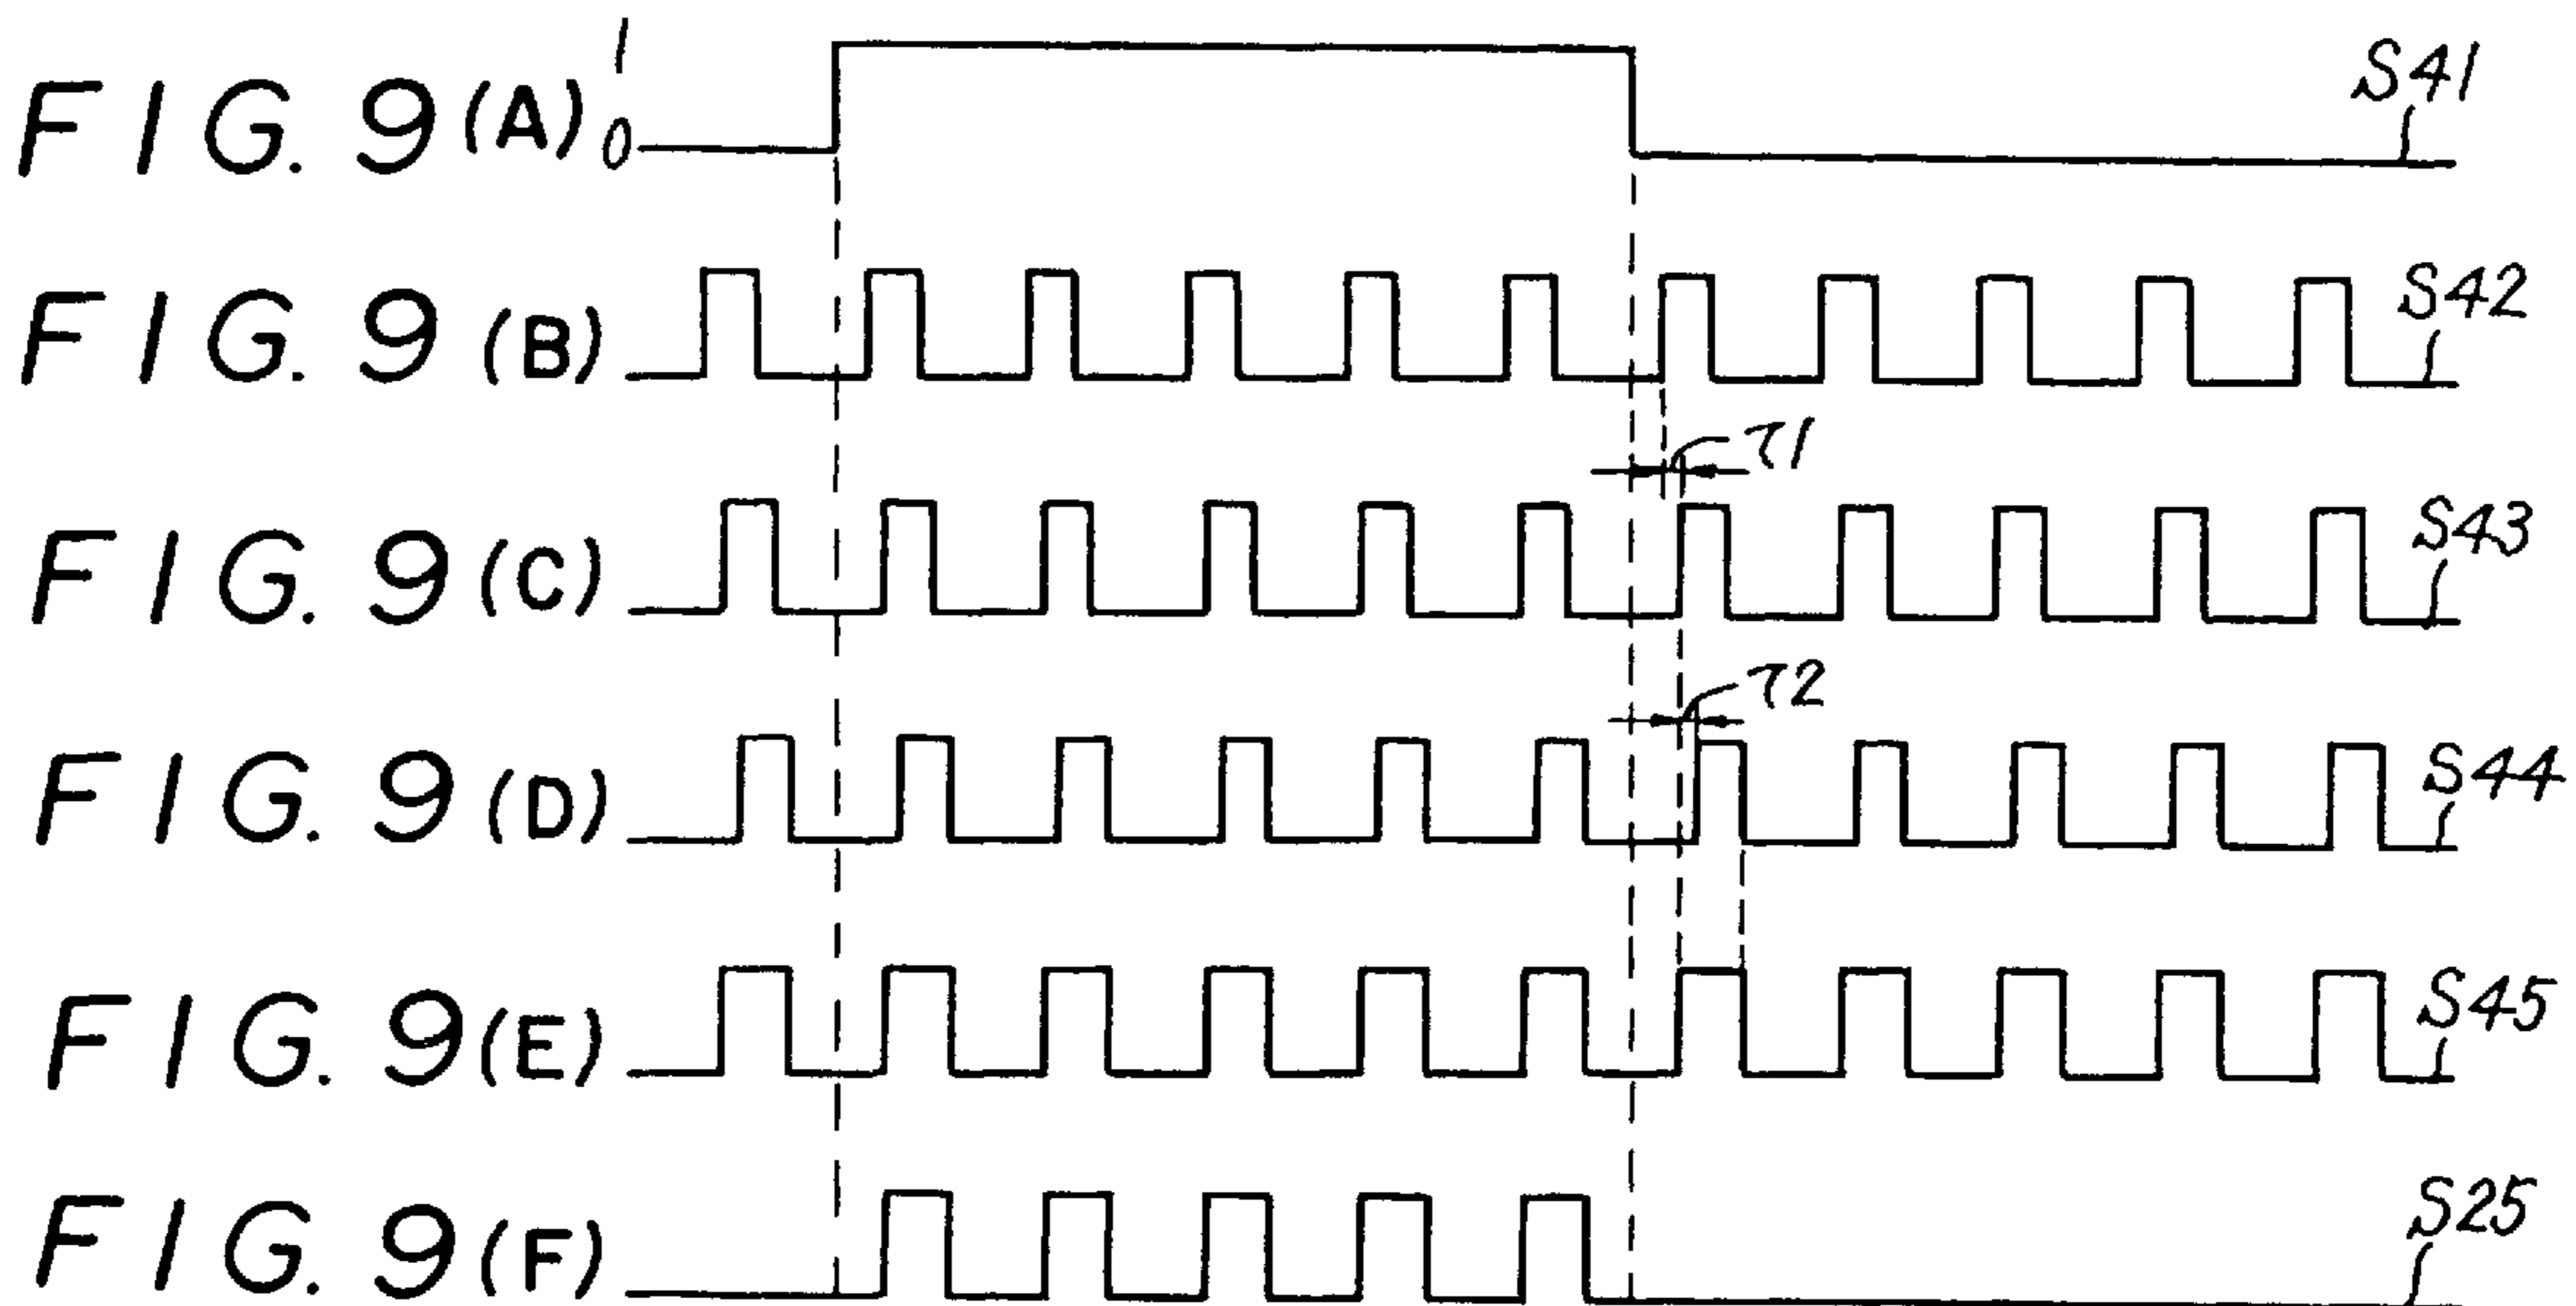 FIG. 9 (A) 1 0 S41
FIG. 9 (B) S42
τ1
FIG. 9 (C) S43
τ2
FIG. 9 (D) S44
FIG. 9 (E) S45
FIG. 9 (F) S25